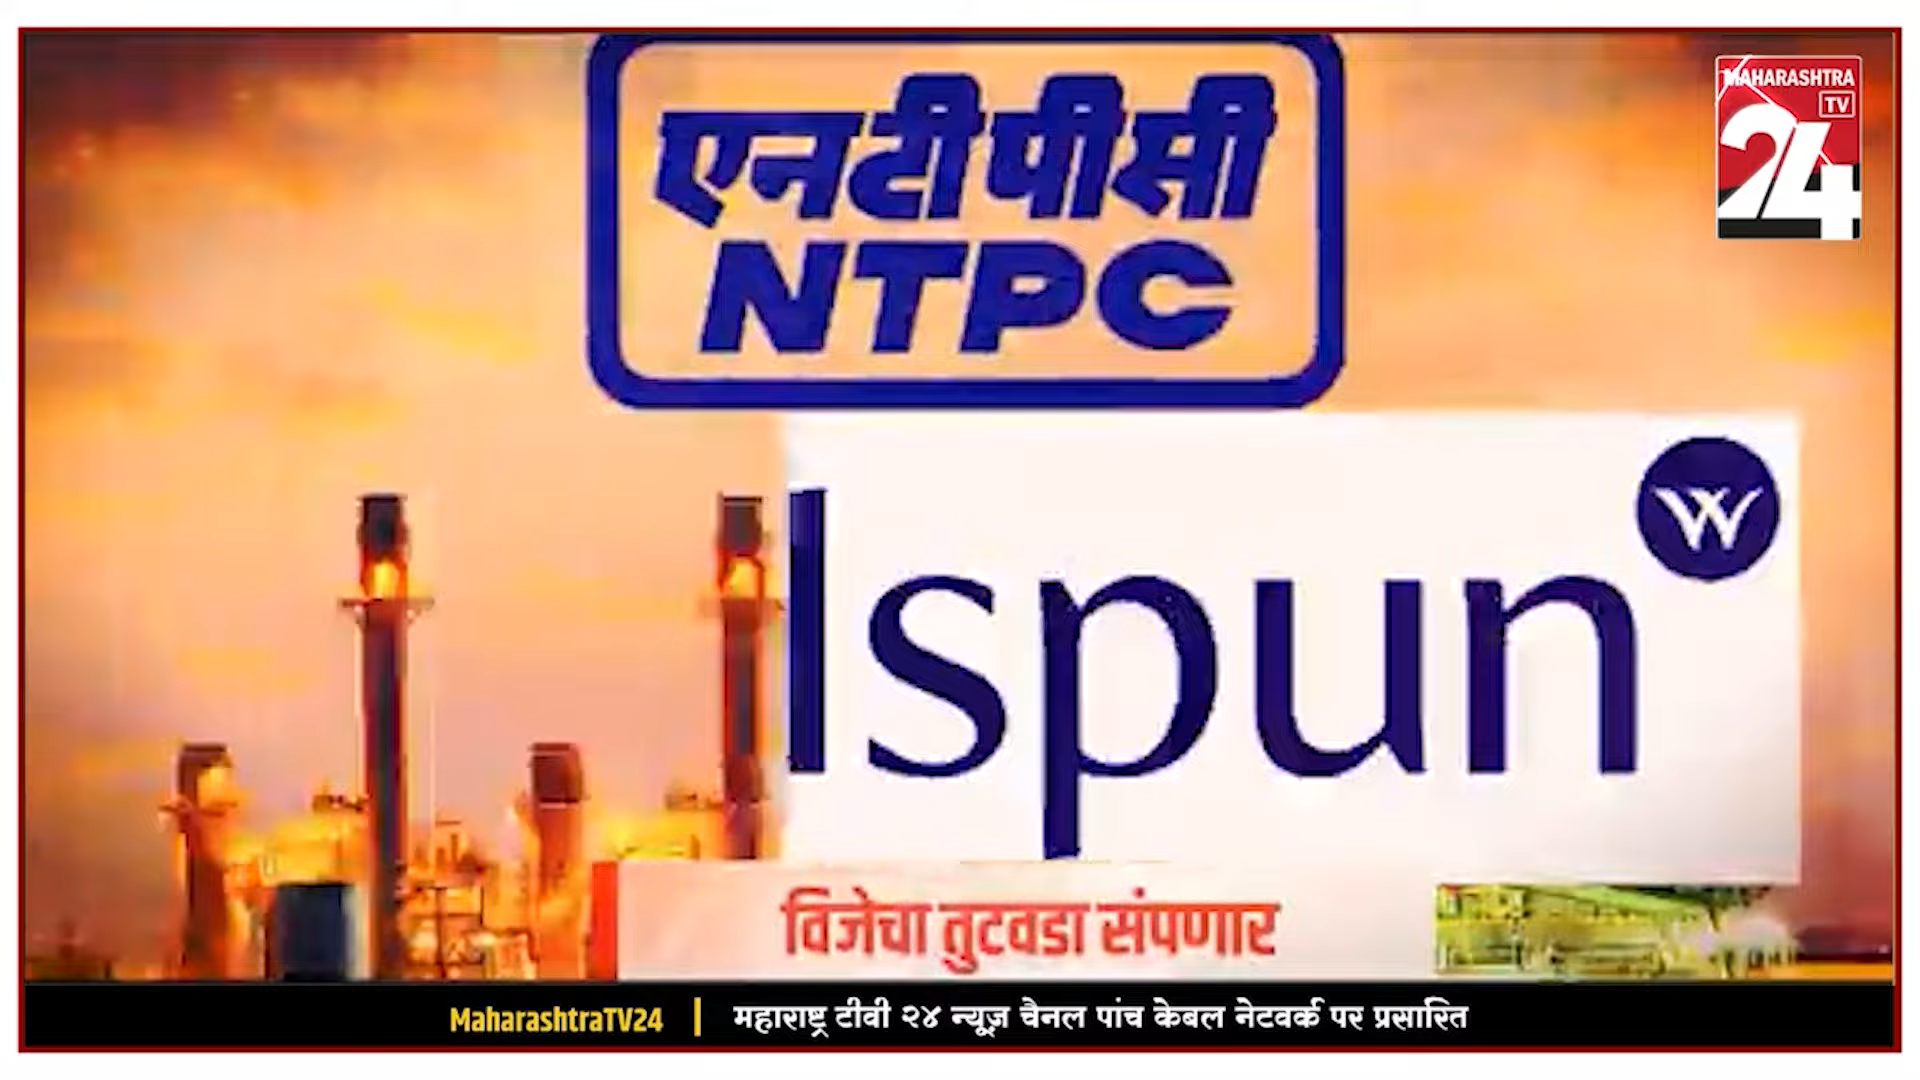 एनटीपीसी
NTPC
MAHARASHTRA
TV
24
lspun
W
विजेचा तुटवडा संपणार
MaharashtraTV24 | महाराष्ट्र टीवी २४ न्यूज़ चैनल पांच केबल नेटवर्क पर प्रसारित